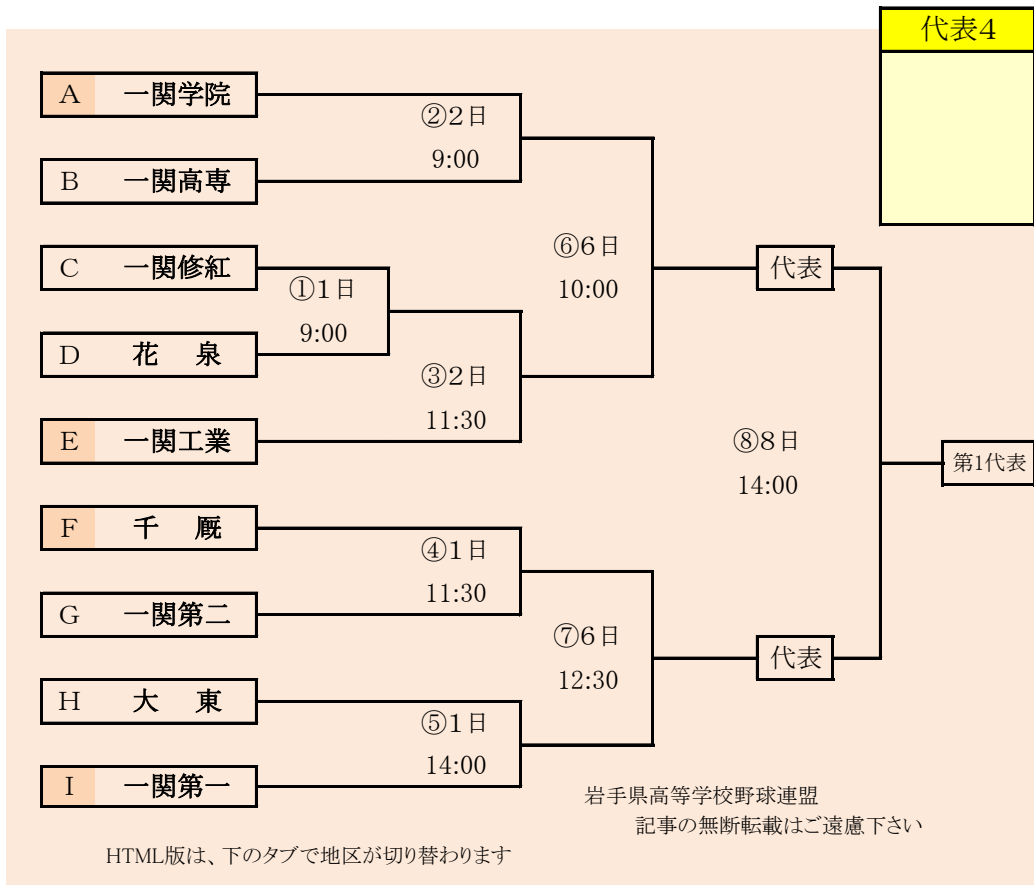 代表4
A 一関学院
②2日
9:00
B 一関高専
C 一関修紅
①1日
9:00
D 花 泉
③2日
11:30
E 一関工業
⑥6日
10:00
代表
F 千 厩
④1日
11:30
G 一関第二
⑦6日
12:30
代表
H 大 東
⑤1日
14:00
I 一関第一
⑧8日
14:00
第1代表
岩手県高等学校野球連盟
記事の無断転載はご遠慮下さい
HTML版は、下のタブで地区が切り替わります